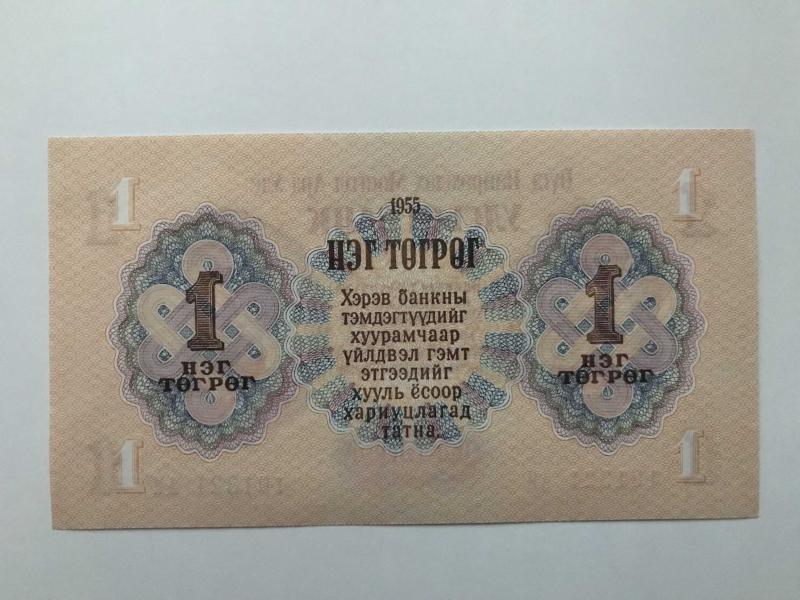 1
1
1955
НЭГ ТӨГРӨГ
Хэрэв банкны
тэмдэгтүүдийг
хуурамчаар
үйлдвэл гэмт
этгээдийг
хууль ёсоор
хариуцлагад
татна.
1
НЭГ
ТӨГРӨГ
1
НЭГ
ТӨГРӨГ
1
1